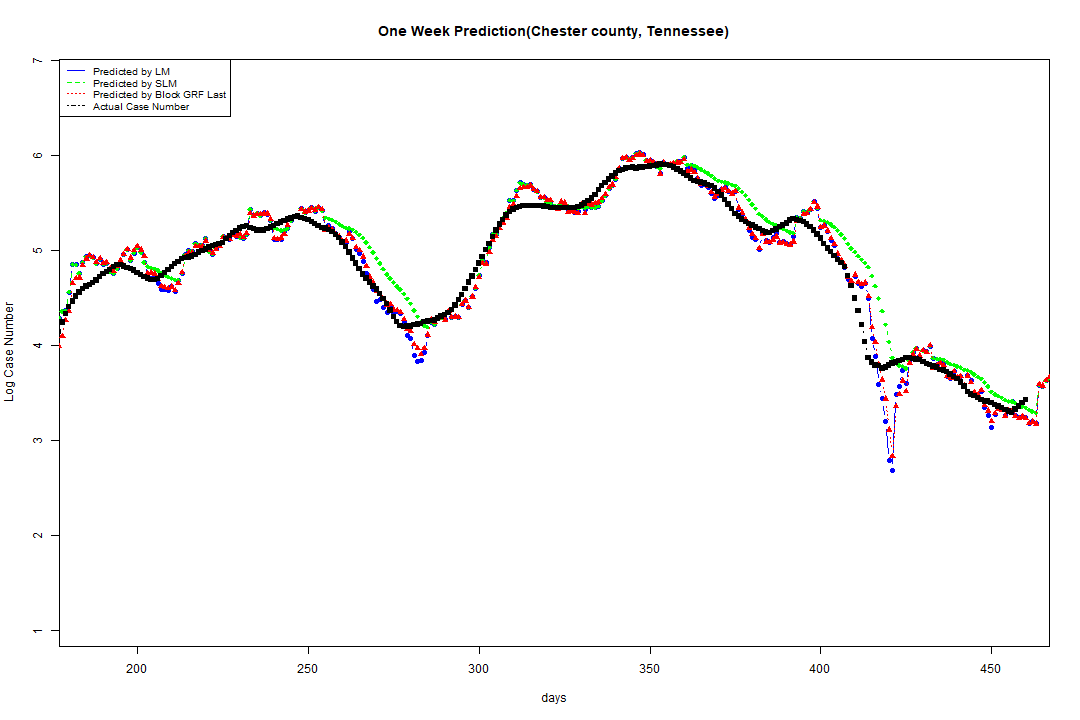 One Week Prediction(Chester county, Tennessee)
Predicted by LM
Predicted by SLM
Predicted by Block GRF Last
Actual Case Number
Log Case Number
7
6
5
4
3
2
1
200 250 300 350 400 450
days